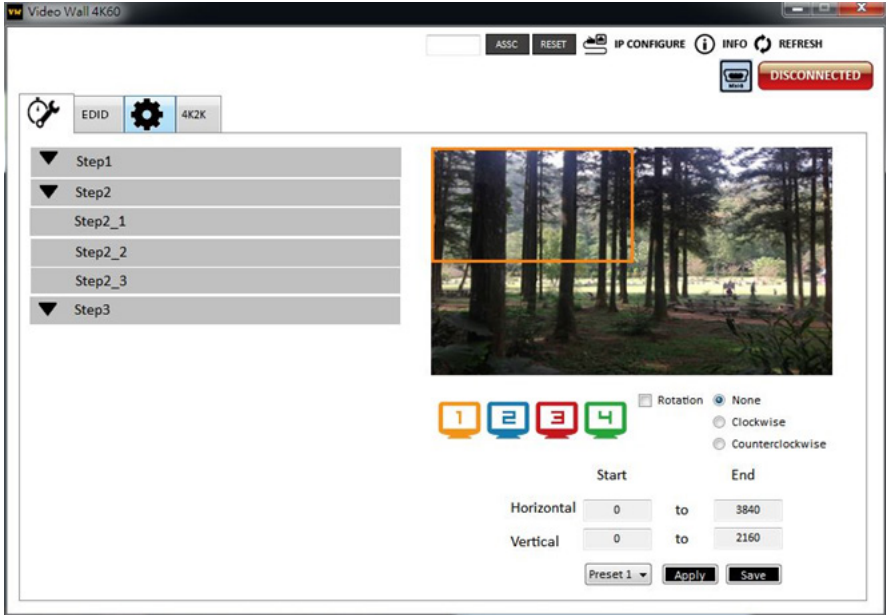 VW Video Wall 4K60
ASSC RESET IP CONFIGURE i INFO REFRESH
DISCONNECTED
EDID 4K2K
Step1
Step2
Step2_1
Step2_2
Step2_3
Step3
1 2 3 4
Rotation None
Clockwise
Counterclockwise
Start End
Horizontal 0 to 3840
Vertical 0 to 2160
Preset 1 Apply Save